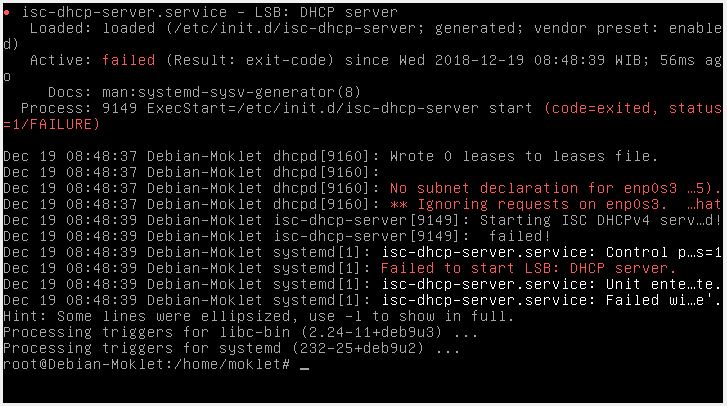 ● isc-dhcp-server.service - LSB: DHCP server
Loaded: loaded (/etc/init.d/isc-dhcp-server; generated; vendor preset: enable
d)
Active: failed (Result: exit-code) since Wed 2018-12-19 08:48:39 WIB; 56ms ag
o
Docs: man:systemd-sysv-generator(8)
Process: 9149 ExecStart=/etc/init.d/isc-dhcp-server start (code=exited, status
=1/FAILURE)
Dec 19 08:48:37 Debian-Moklet dhcpd[9160]: Wrote 0 leases to leases file.
Dec 19 08:48:37 Debian-Moklet dhcpd[9160]:
Dec 19 08:48:37 Debian-Moklet dhcpd[9160]: No subnet declaration for enp0s3 …5).
Dec 19 08:48:37 Debian-Moklet dhcpd[9160]: ** Ignoring requests on enp0s3.  …hat
Dec 19 08:48:39 Debian-Moklet isc-dhcp-server[9149]: Starting ISC DHCPv4 serv…d!
Dec 19 08:48:39 Debian-Moklet isc-dhcp-server[9149]:  failed!
Dec 19 08:48:39 Debian-Moklet systemd[1]: isc-dhcp-server.service: Control p…s=1
Dec 19 08:48:39 Debian-Moklet systemd[1]: Failed to start LSB: DHCP server.
Dec 19 08:48:39 Debian-Moklet systemd[1]: isc-dhcp-server.service: Unit ente…te.
Dec 19 08:48:39 Debian-Moklet systemd[1]: isc-dhcp-server.service: Failed wi…e'.
Hint: Some lines were ellipsized, use -l to show in full.
Processing triggers for libc-bin (2.24-11+deb9u3) ...
Processing triggers for systemd (232-25+deb9u2) ...
root@Debian-Moklet:/home/moklet# _